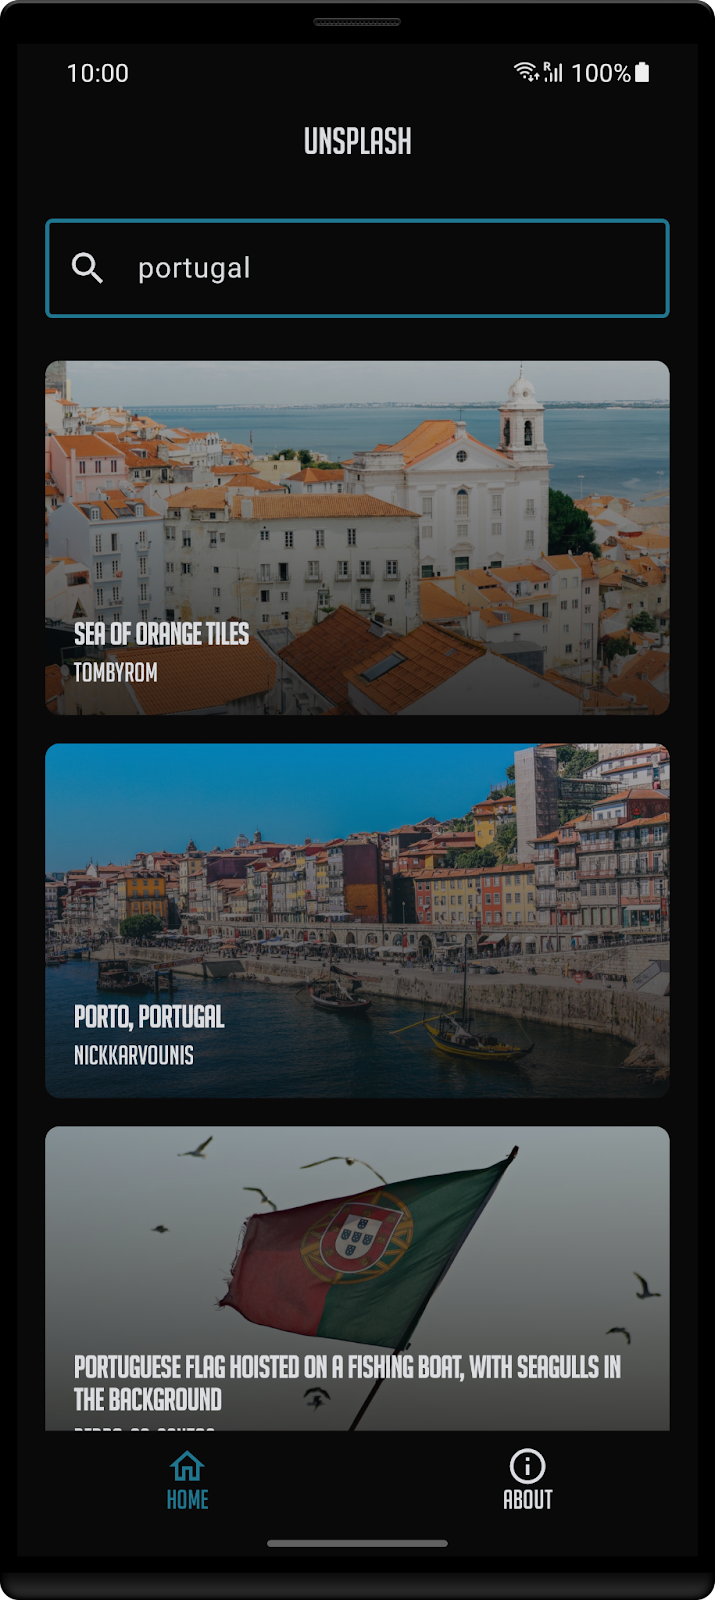 10:00
R 100%
UNSPLASH
portugal
SEA OF ORANGE TILES
TOMBYROM
PORTO, PORTUGAL
NICKKARVOUNIS
PORTUGUESE FLAG HOISTED ON A FISHING BOAT, WITH SEAGULLS IN
THE BACKGROUND
HOME
ABOUT